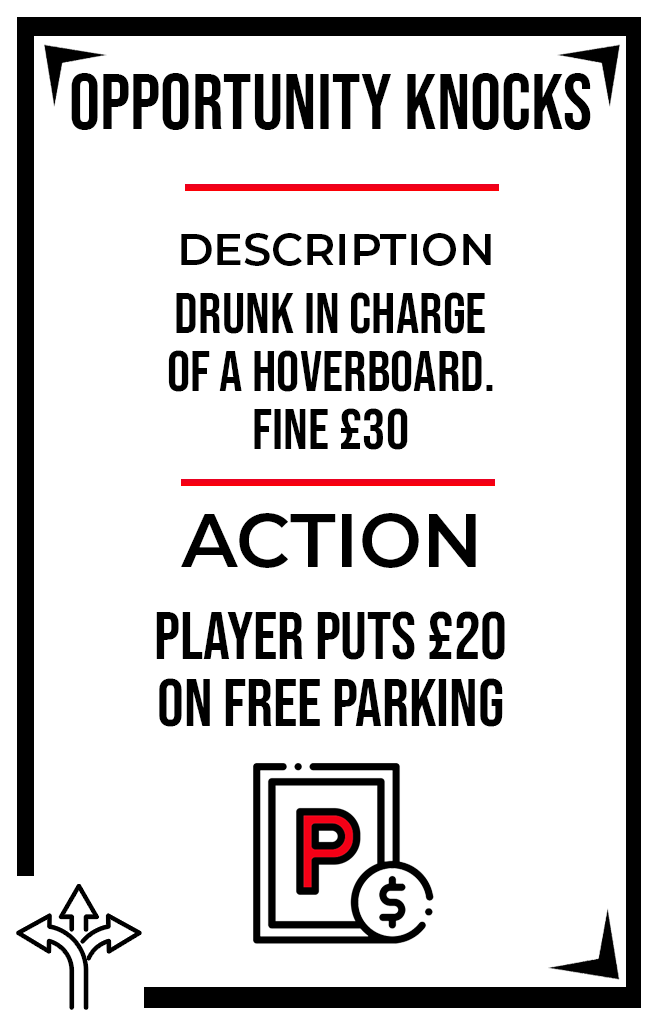 OPPORTUNITY KNOCKS
DESCRIPTION
DRUNK IN CHARGE
OF A HOVERBOARD.
FINE £30
ACTION
PLAYER PUTS £20
ON FREE PARKING
P
$